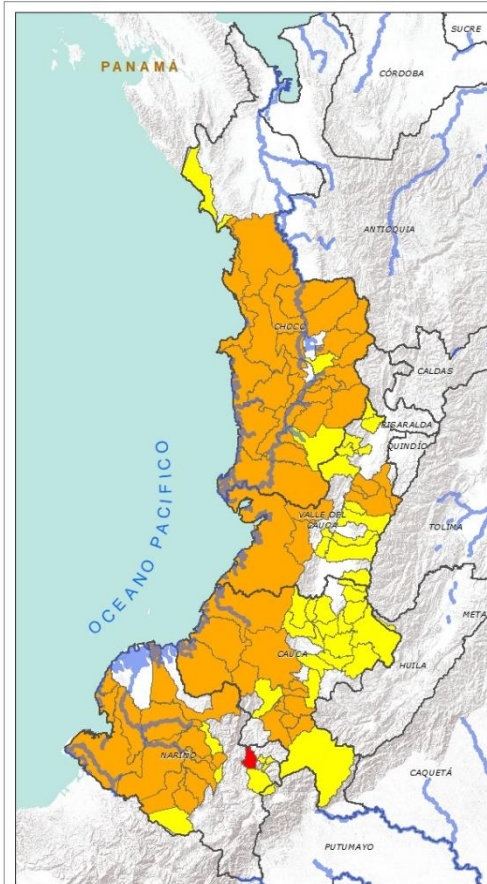 SUCRE
PANAMÁ
CÓRDOBA
ANTIOQUIA
CHOCÓ
CALDAS
RISARALDA
QUINDÍO
OCEANO PACÍFICO
VALLE DEL
CAUCA
TOLIMA
META
CAUCA
HUILA
NARIÑO
CAQUETÁ
PUTUMAYO